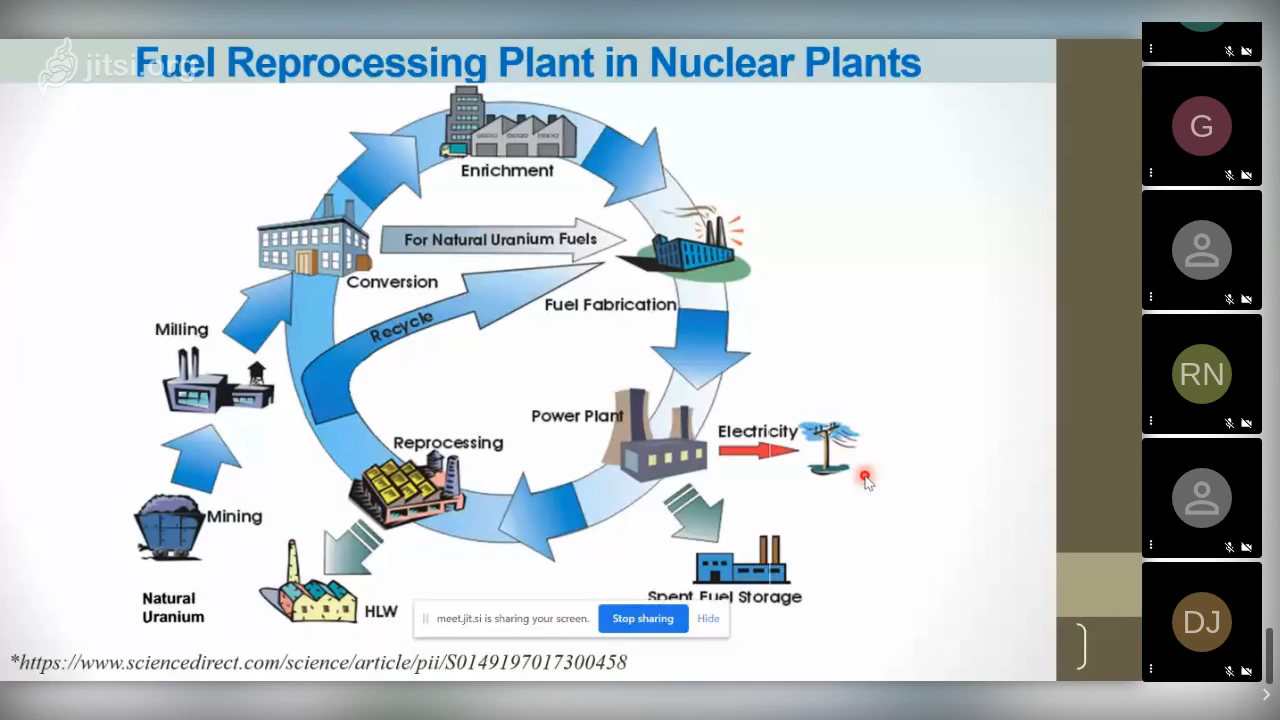 jitsi.org
Fuel Reprocessing Plant in Nuclear Plants
Enrichment
For Natural Uranium Fuels
Conversion
Fuel Fabrication
Recycle
Milling
Power Plant
Electricity
Reprocessing
Mining
Natural
Uranium
HLW
Spent Fuel Storage
meet.jit.si is sharing your screen.
Stop sharing
Hide
*https://www.sciencedirect.com/science/article/pii/S0149197017300458
G
RN
DJ